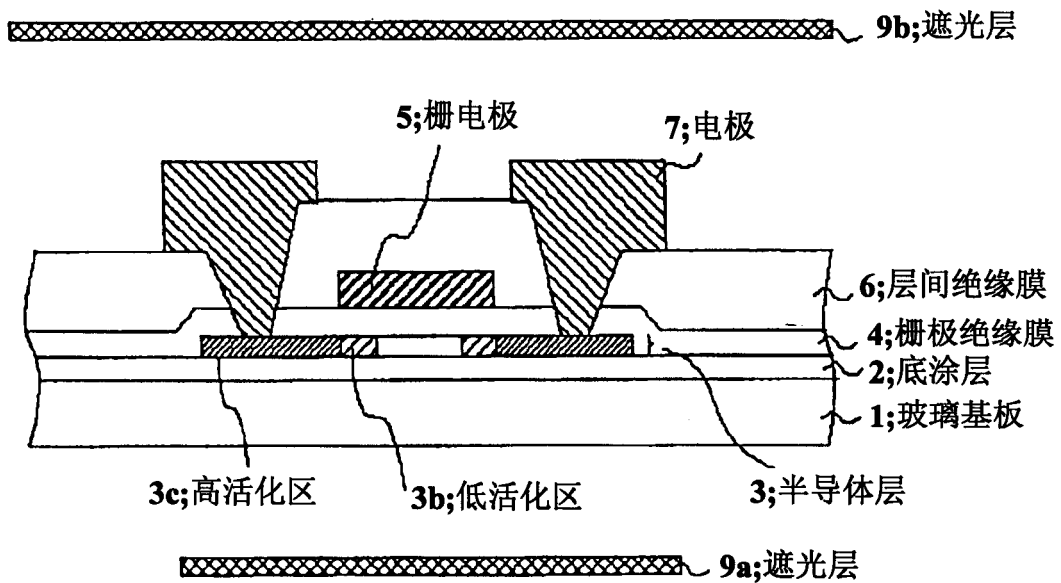 9b;遮光层
5;栅电极
7;电极
6;层间绝缘膜
4;栅极绝缘膜
2;底涂层
1;玻璃基板
3c;高活化区
3b;低活化区
3;半导体层
9a;遮光层